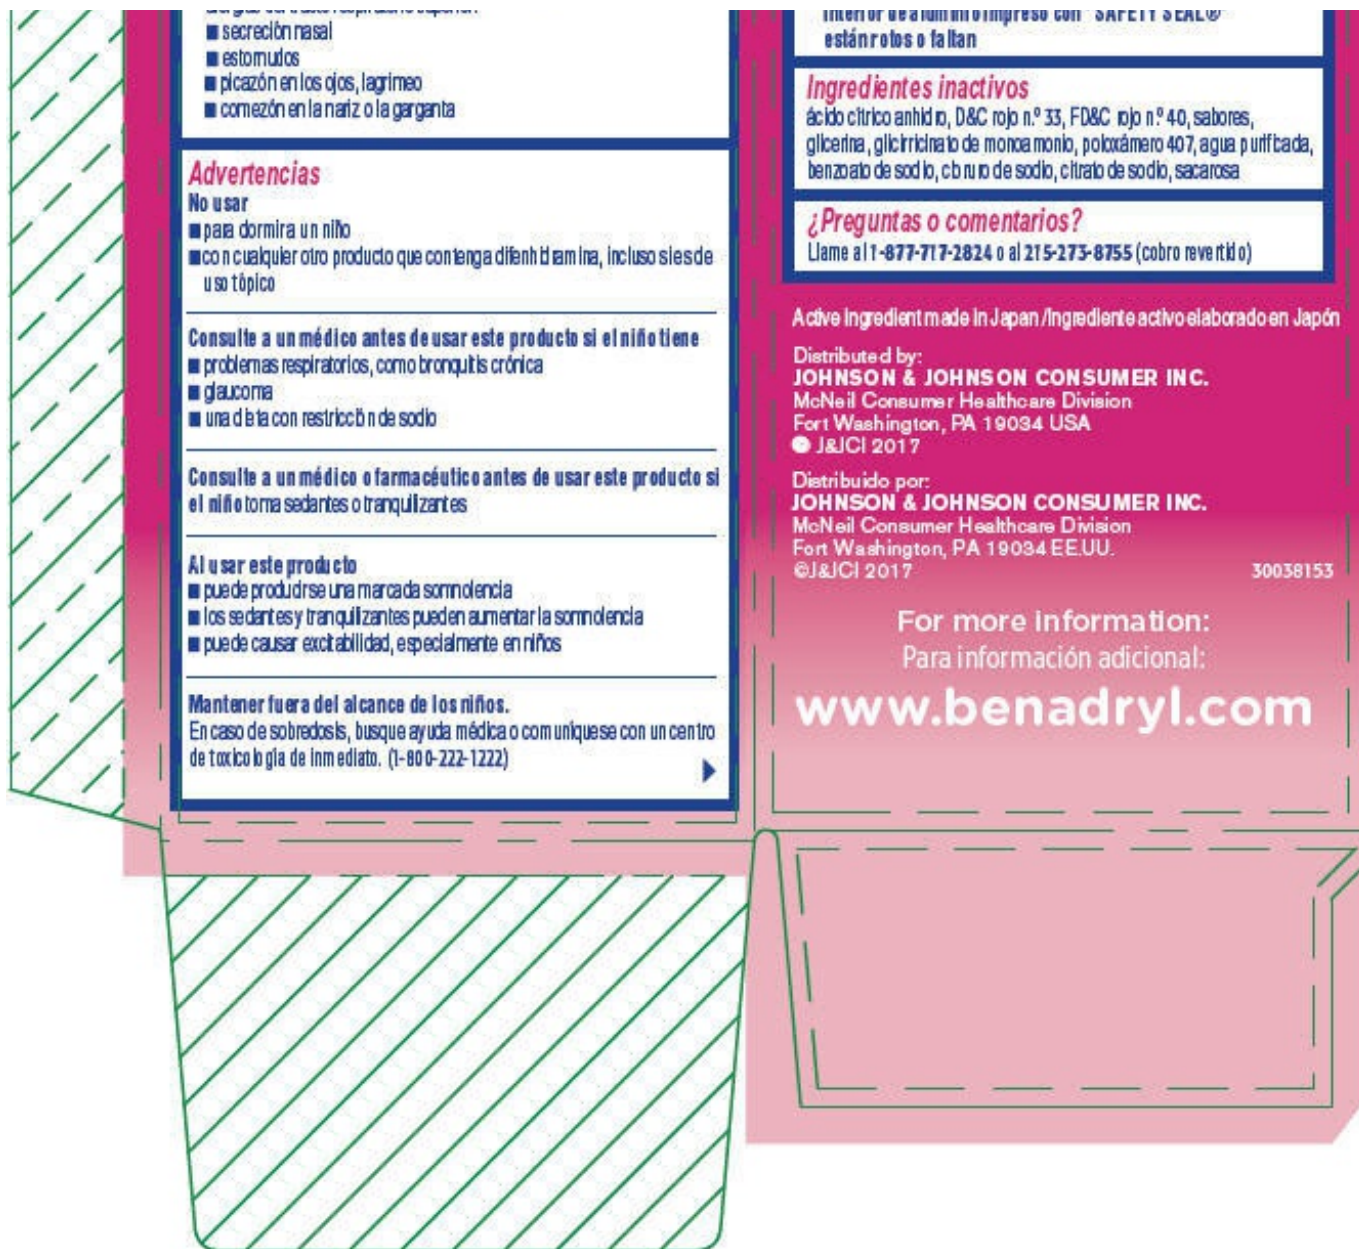 ■ secreción nasal
■ estornudos
■ picazón en los ojos, lagrimeo
■ comezón en la nariz o la garganta
Advertencias
No usar
■ para dormir a un niño
■ con cualquier otro producto que contenga difenhidramina, incluso si es de
uso tópico
Consulte a un médico antes de usar este producto si el niño tiene
■ problemas respiratorios, como bronquitis crónica
■ glaucoma
■ una dieta con restricción de sodio
Consulte a un médico o farmacéutico antes de usar este producto si
el niño toma sedantes o tranquilizantes
Al usar este producto
■ puede producirse una marcada somnolencia
■ los sedantes y tranquilizantes pueden aumentar la somnolencia
■ puede causar excitabilidad, especialmente en niños
Mantener fuera del alcance de los niños.
En caso de sobredosis, busque ayuda médica o comuníquese con un centro
de toxicología de inmediato. (1-800-222-1222)
interior de aluminio impreso con "SAFETY SEAL®"
están rotos o faltan
Ingredientes inactivos
ácido cítrico anhidro, D&C rojo n.º 33, FD&C rojo n.º 40, sabores,
glicerina, glicirricinato de monoamonio, poloxámero 407, agua purificada,
benzoato de sodio, cloruro de sodio, citrato de sodio, sacarosa
¿Preguntas o comentarios?
Llame al 1-877-717-2824 o al 215-273-8755 (cobro revertido)
Active ingredient made in Japan /Ingrediente activo elaborado en Japón
Distributed by:
JOHNSON & JOHNSON CONSUMER INC.
McNeil Consumer Healthcare Division
Fort Washington, PA 19034 USA
© J&JCI 2017
Distribuido por:
JOHNSON & JOHNSON CONSUMER INC.
McNeil Consumer Healthcare Division
Fort Washington, PA 19034 EE.UU.
©J&JCI 2017
30038153
For more information:
Para información adicional:
www.benadryl.com